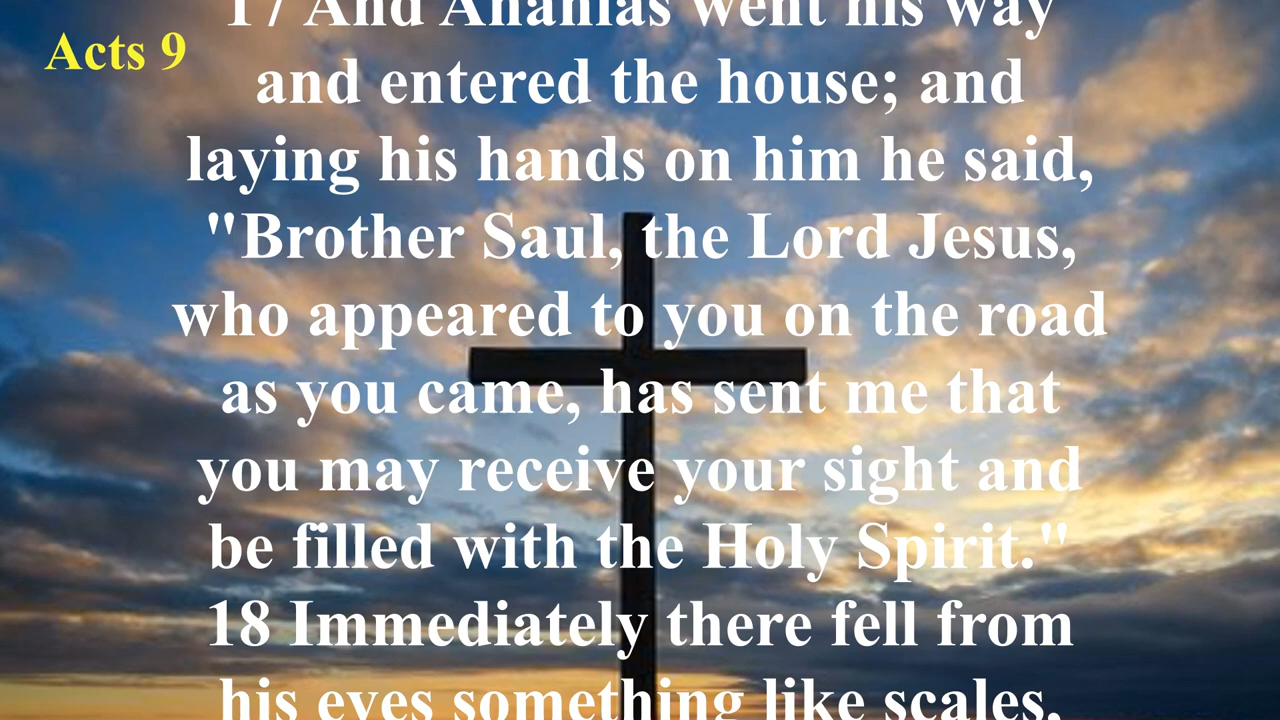 Acts 9
17 And Ananias went his way
and entered the house; and
laying his hands on him he said,
"Brother Saul, the Lord Jesus,
who appeared to you on the road
as you came, has sent me that
you may receive your sight and
be filled with the Holy Spirit."
18 Immediately there fell from
his eyes something like scales,